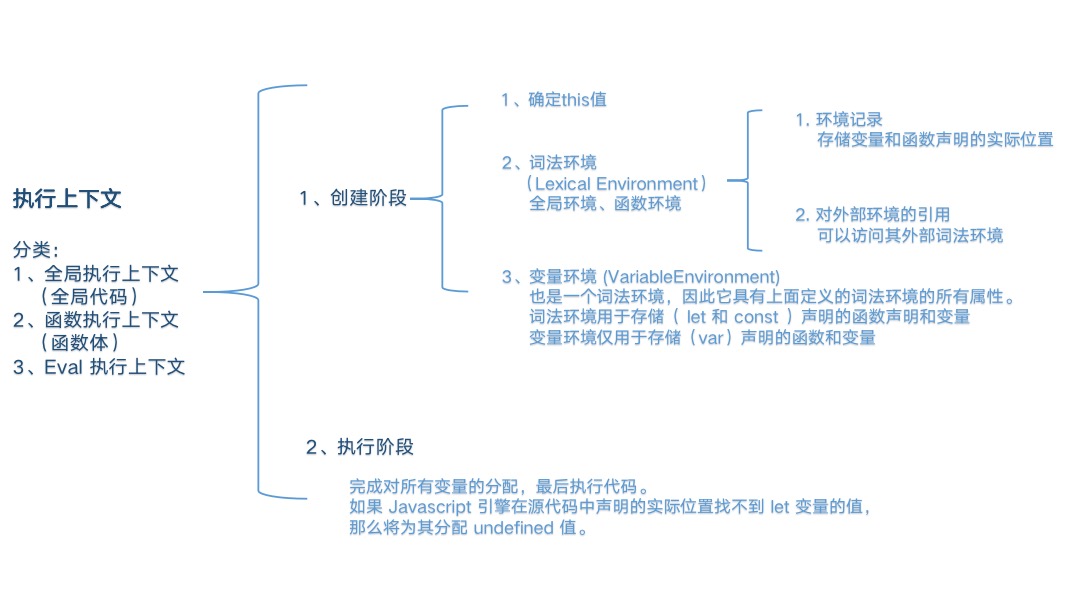 执行上下文
分类：
1、全局执行上下文
（全局代码）
2、函数执行上下文
（函数体）
3、Eval 执行上下文
1、创建阶段
1、确定this值
2、词法环境
（Lexical Environment）
全局环境、函数环境
1. 环境记录
存储变量和函数声明的实际位置
2. 对外部环境的引用
可以访问其外部词法环境
3、变量环境 (VariableEnvironment)
也是一个词法环境，因此它具有上面定义的词法环境的所有属性。
词法环境用于存储（ let 和 const ）声明的函数声明和变量
变量环境仅用于存储（var）声明的函数和变量
2、执行阶段
完成对所有变量的分配，最后执行代码。
如果 Javascript 引擎在源代码中声明的实际位置找不到 let 变量的值，
那么将为其分配 undefined 值。